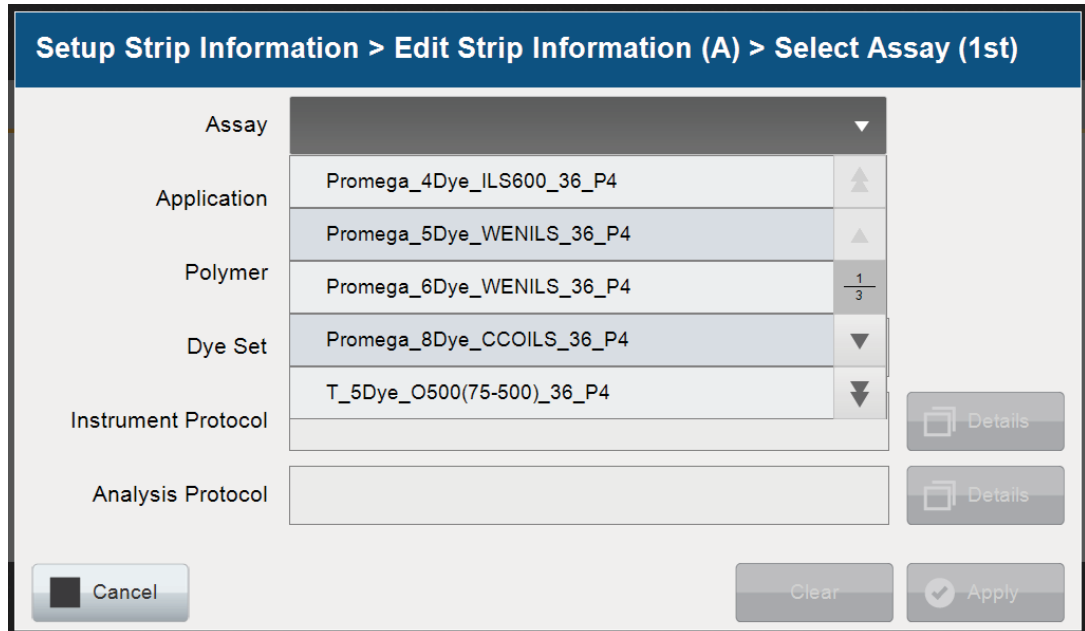 Setup Strip Information > Edit Strip Information (A) > Select Assay (1st)
Assay
Promega_4Dye_ILS600_36_P4
Application
Promega_5Dye_WENILS_36_P4
Polymer
Promega_6Dye_WENILS_36_P4
1
3
Dye Set
Promega_8Dye_CCOILS_36_P4
T_5Dye_O500(75-500)_36_P4
Instrument Protocol
Details
Analysis Protocol
Details
Cancel
Clear
Apply